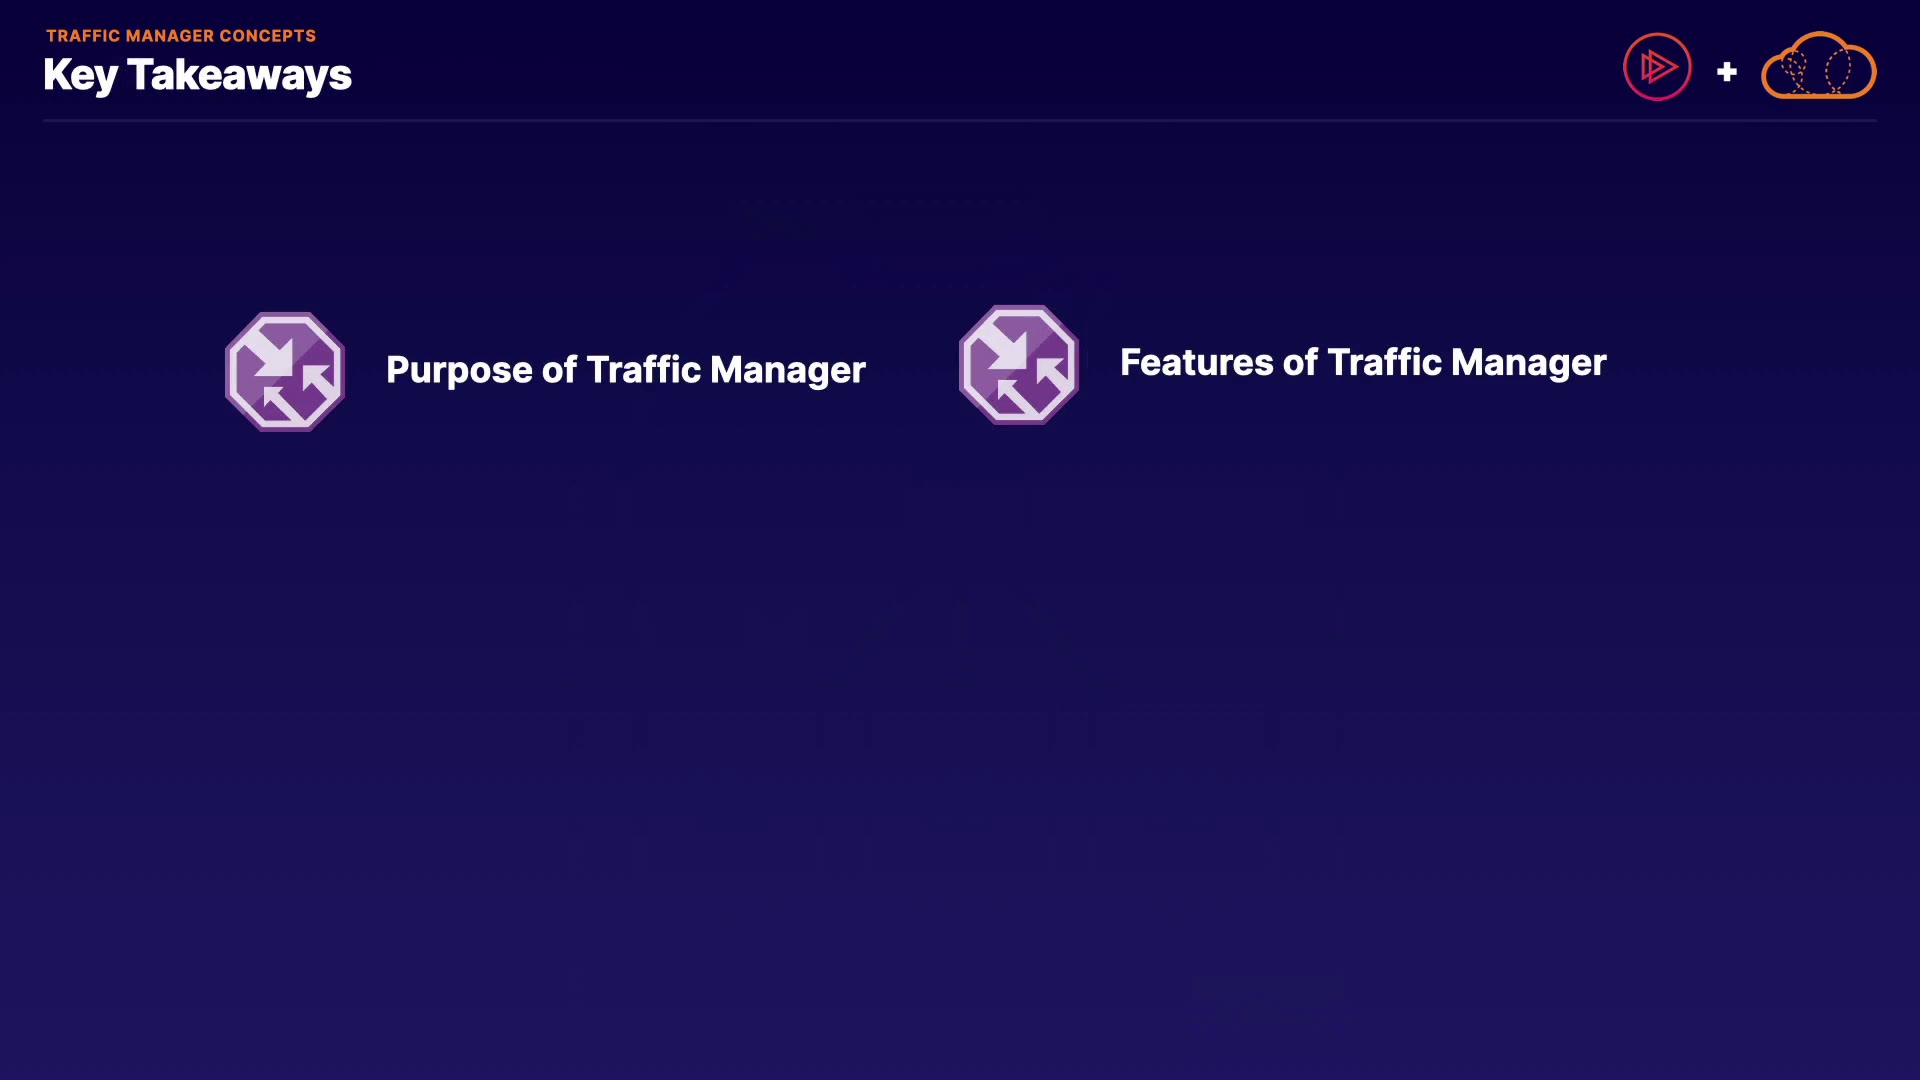 TRAFFIC MANAGER CONCEPTS
Key Takeaways
Purpose of Traffic Manager
Features of Traffic Manager